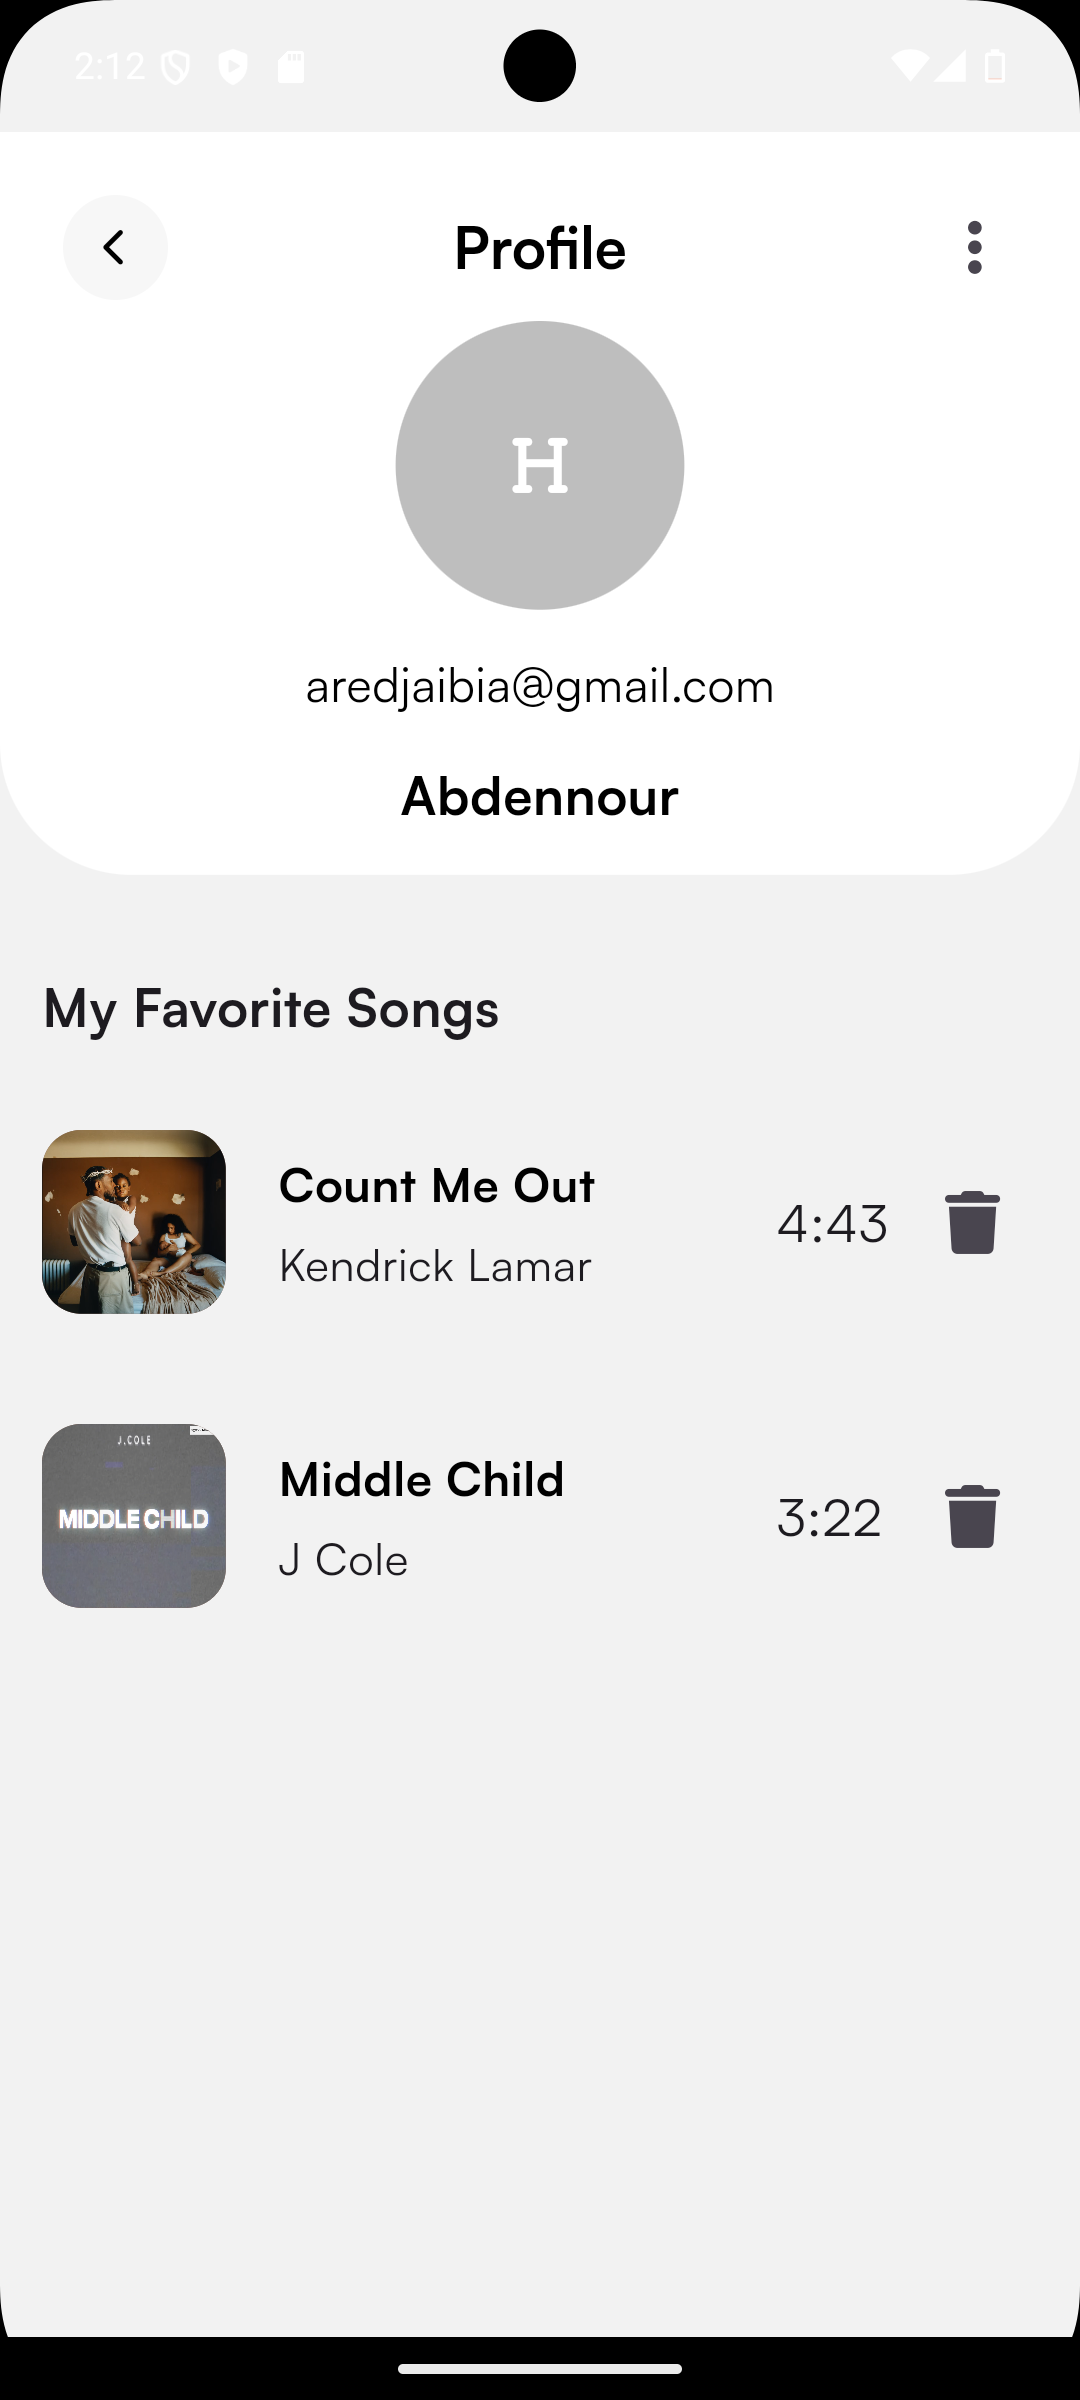 2:12
Profile
H
aredjaibia@gmail.com
Abdennour
My Favorite Songs
Count Me Out
Kendrick Lamar
4:43
J.COLE
MIDDLE CHILD
Middle Child
J Cole
3:22